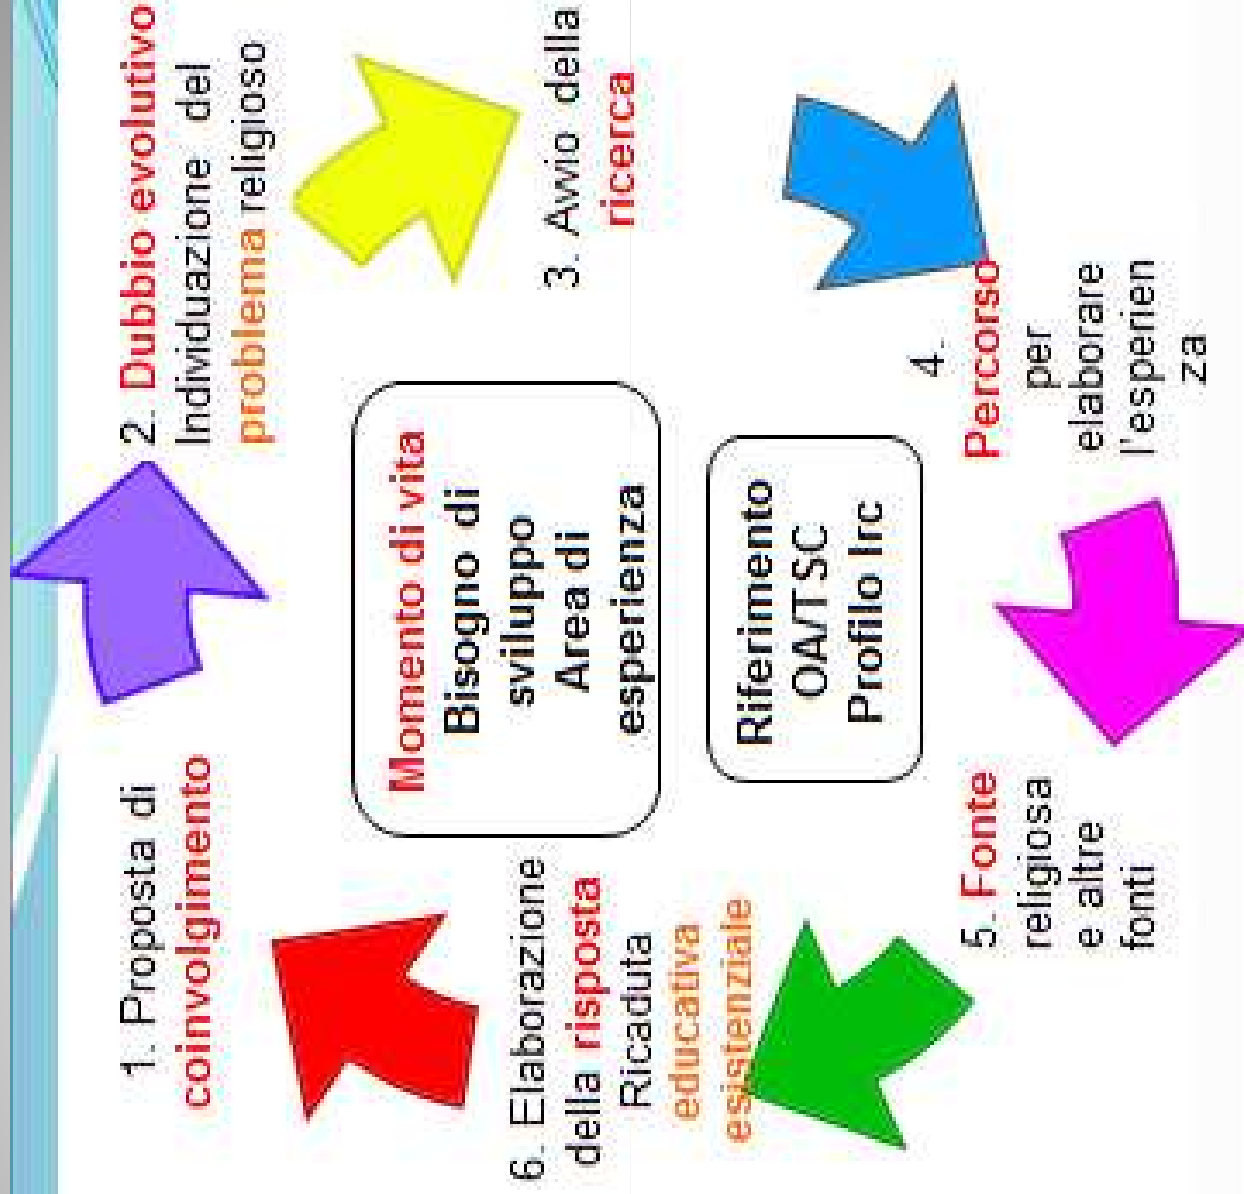 1. Proposta di
coinvolgimento
2. Dubbio evolutivo
Individuazione del
problema religioso
3. Avvio della
ricerca
4.
Percorso
per
elaborare
l'esperien
za
5. Fonte
religiosa
e altre
fonti
6. Elaborazione
della risposta
Ricaduta
educativa
esistenziale
Momento di vita
Bisogno di
sviluppo
Area di
esperienza
Riferimento
OA/TSC
Profilo Irc